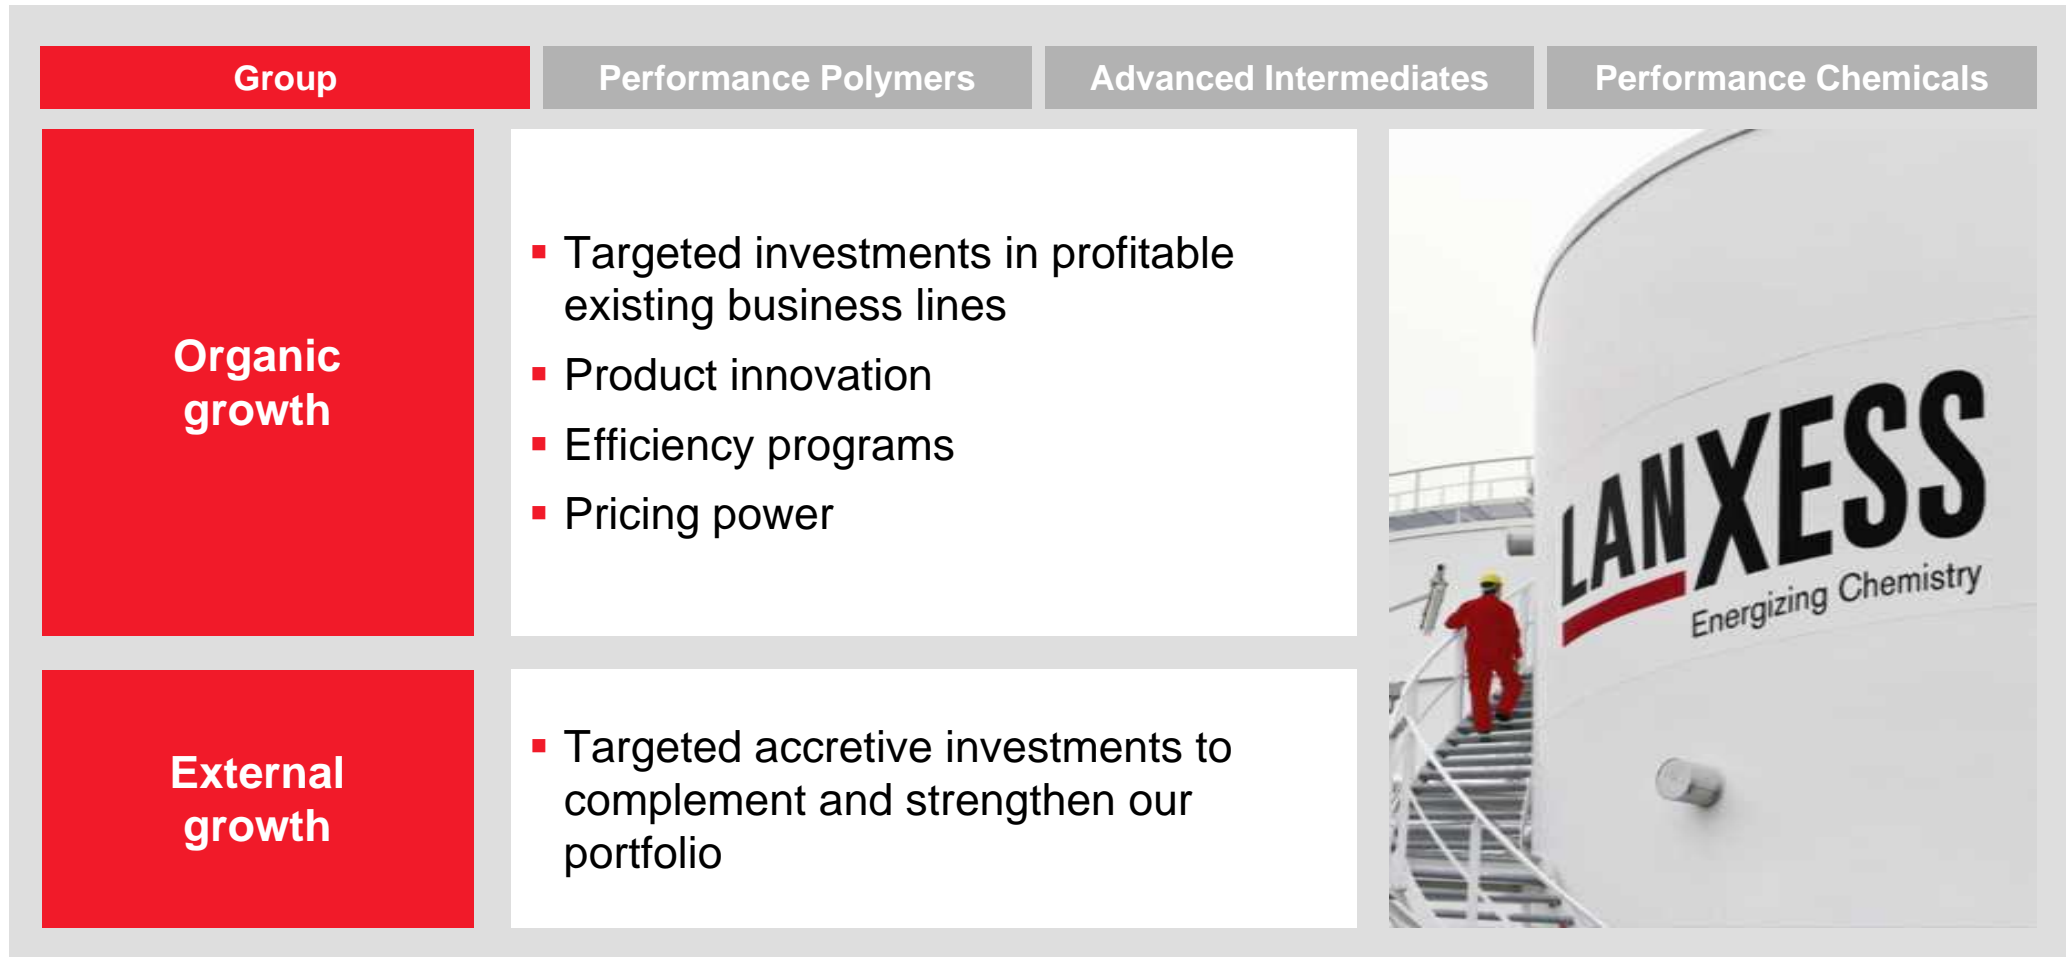 Group
Performance Polymers
Advanced Intermediates
Performance Chemicals
Organic
growth
▪ Targeted investments in profitable
existing business lines
▪ Product innovation
▪ Efficiency programs
▪ Pricing power
LANXESS
Energizing Chemistry
External
growth
▪ Targeted accretive investments to
complement and strengthen our
portfolio